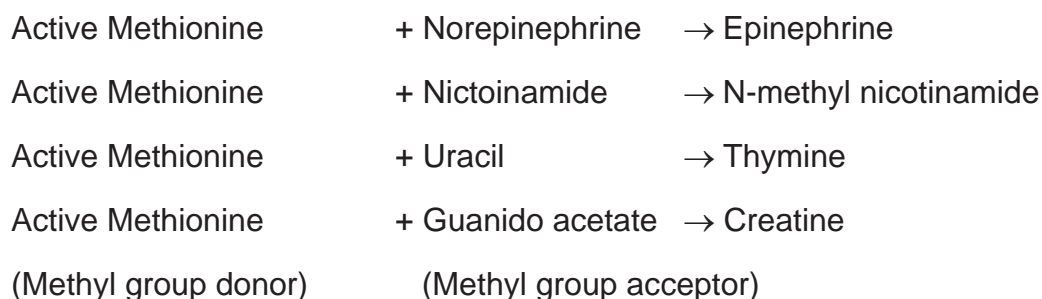 Active Methionine + Norepinephrine → Epinephrine
Active Methionine + Nictoinamide → N-methyl nicotinamide
Active Methionine + Uracil → Thymine
Active Methionine + Guanido acetate → Creatine
(Methyl group donor) (Methyl group acceptor)